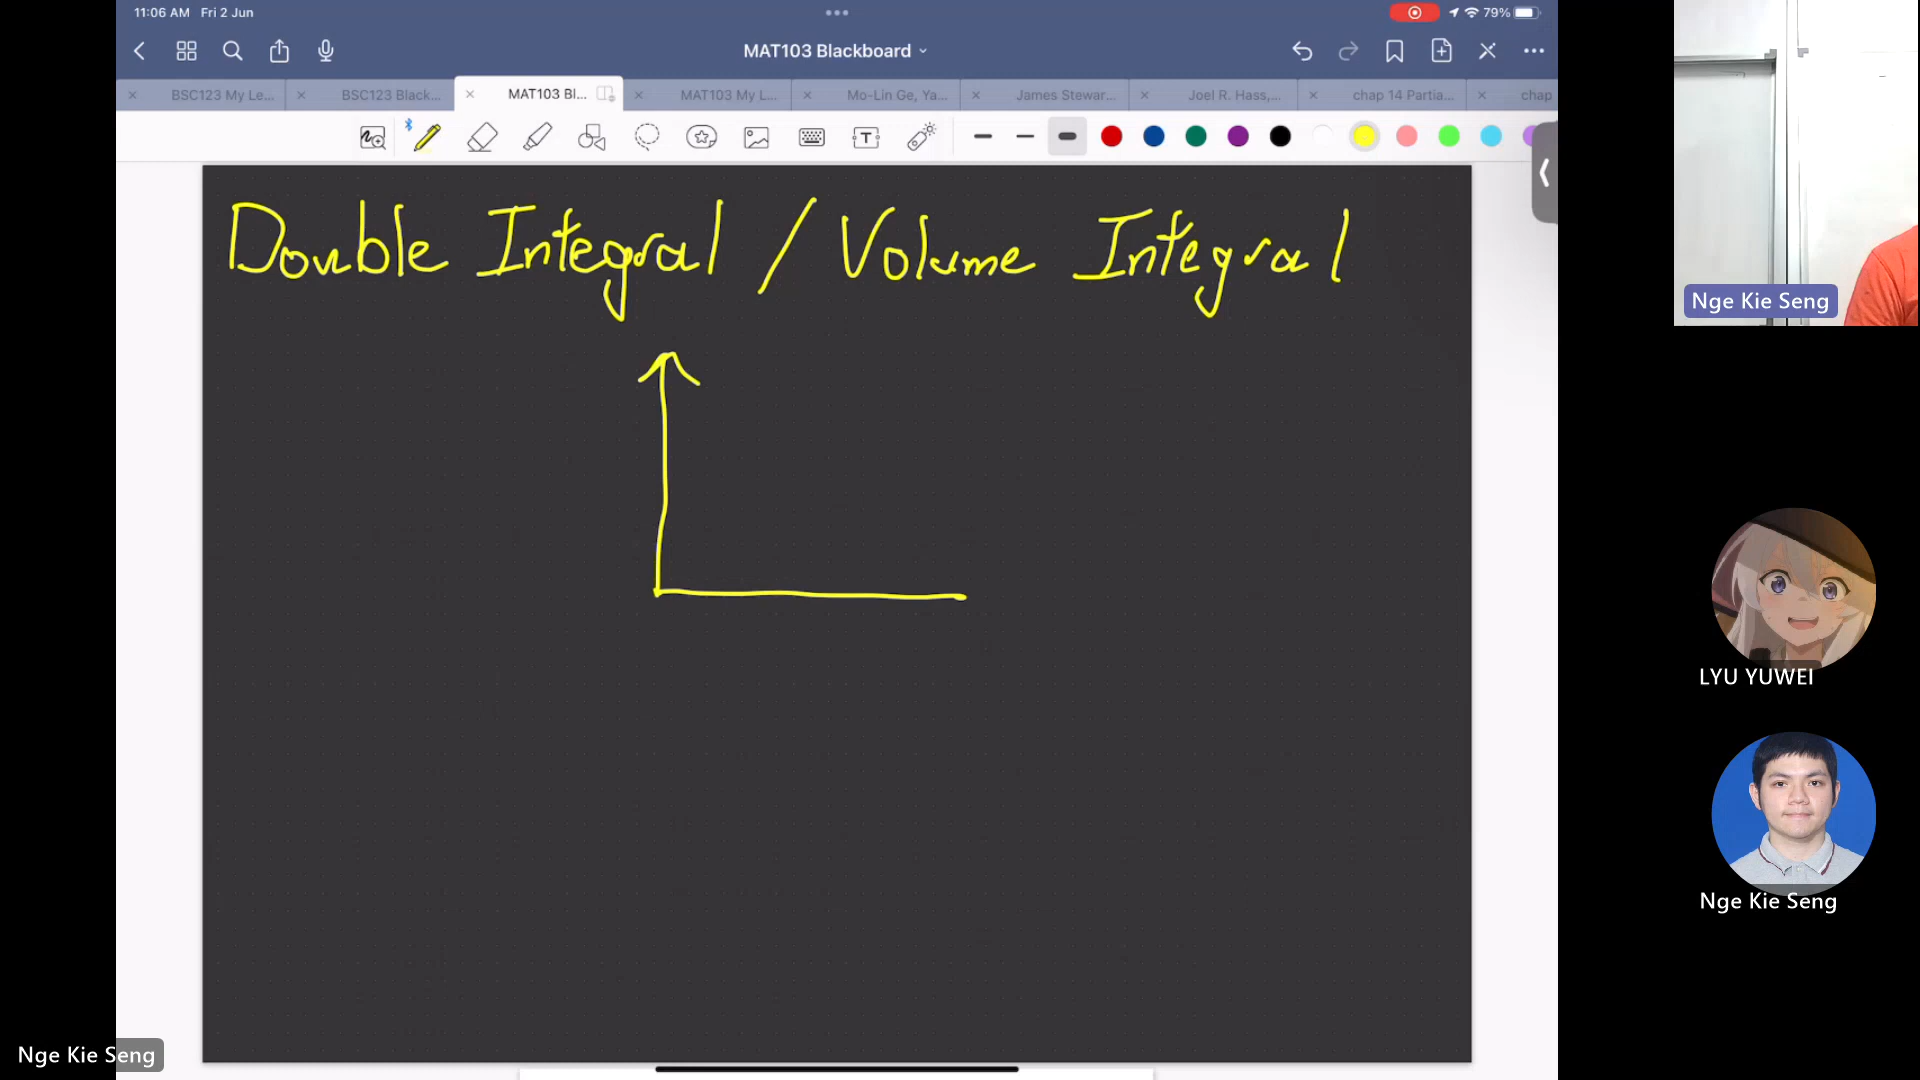 11:06 AM Fri 2 Jun
79%
MAT103 Blackboard
BSC123 My Le...
BSC123 Black...
MAT103 Bl...
MAT103 My L...
Mo-Lin Ge, Ya...
James Stewar...
Joel R. Hass,...
chap 14 Partia...
chap
Double Integral / Volume Integral
Nge Kie Seng
LYU YUWEI
Nge Kie Seng
Nge Kie Seng